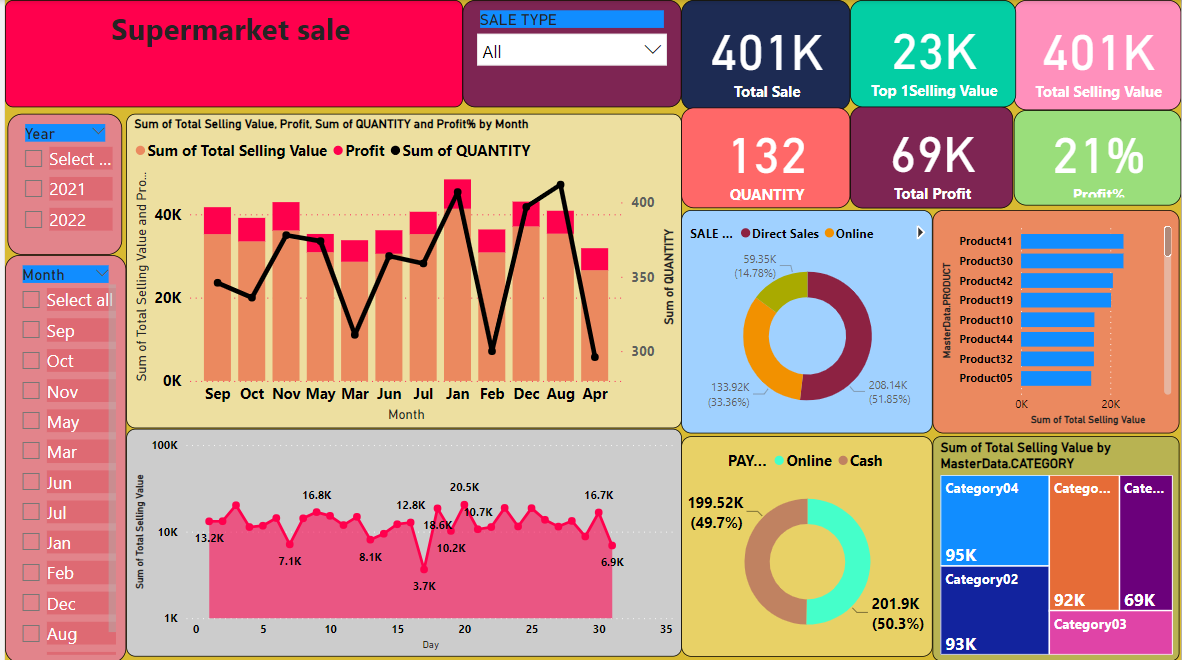 Supermarket sale
SALE TYPE
All
401K
Total Sale
23K
Top 1Selling Value
401K
Total Selling Value
132
QUANTITY
69K
Total Profit
21%
Profit%
Year
Select ...
2021
2022
Month
Select all
Sep
Oct
Nov
May
Mar
Jun
Jul
Jan
Feb
Dec
Aug
Sum of Total Selling Value, Profit, Sum of QUANTITY and Profit% by Month
Sum of Total Selling Value Profit Sum of QUANTITY
Sum of Total Selling Value and Pro...
40K
20K
0K
400
350
300
Sum of QUANTITY
Sep Oct Nov May Mar Jun Jul Jan Feb Dec Aug Apr
Month
SALE ... Direct Sales Online
59.35K
(14.78%)
133.92K
(33.36%)
208.14K
(51.85%)
MasterData.PRODUCT
Product41
Product30
Product42
Product19
Product10
Product44
Product32
Product05
0K 20K
Sum of Total Selling Value
Sum of Total Selling Value
100K
10K
1K
13.2K
7.1K
16.8K
8.1K
12.8K
3.7K
18.6K
10.2K
20.5K
10.7K
16.7K
6.9K
0 5 10 15 20 25 30 35
Day
PAY... Online Cash
199.52K
(49.7%)
201.9K
(50.3%)
Sum of Total Selling Value by
MasterData.CATEGORY
Category04
95K
Category02
93K
Catego...
92K
Cate...
69K
Category03